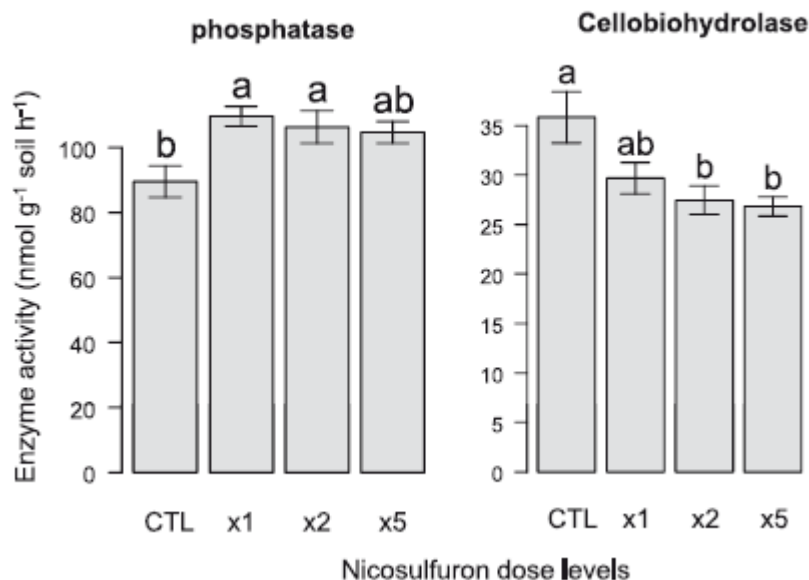 phosphatase
Cellobiohydrolase
Enzyme activity (nmol g⁻¹ soil h⁻¹)
100
80
60
40
20
0
b
a
a
ab
CTL x1 x2 x5
35
30
25
20
15
10
5
0
a
ab
b
b
CTL x1 x2 x5
Nicosulfuron dose levels